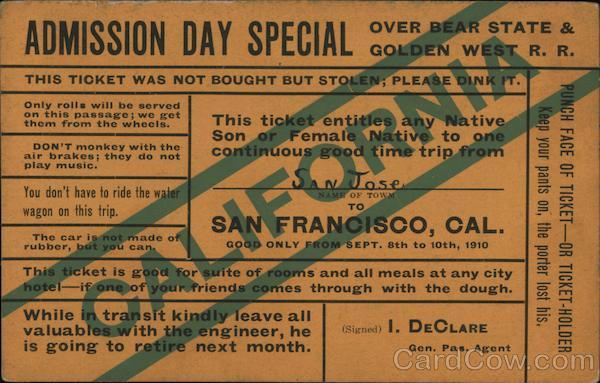 ADMISSION DAY SPECIAL
OVER BEAR STATE &
GOLDEN WEST R. R.
THIS TICKET WAS NOT BOUGHT BUT STOLEN; PLEASE DINK IT.
Only rolls will be served
on this passage; we get
them from the wheels.
DON'T monkey with the
air brakes; they do not
play music.
You don't have to ride the water
wagon on this trip.
The car is not made of
rubber, but you can.
This ticket entitles any Native
Son or Female Native to one
continuous good time trip from
San Jose
NAME OF TOWN
TO
SAN FRANCISCO, CAL.
GOOD ONLY FROM SEPT. 8th to 10th, 1910
This ticket is good for suite of rooms and all meals at any city
hotel—if one of your friends comes through with the dough.
While in transit kindly leave all
valuables with the engineer, he
is going to retire next month.
(Signed) I. DeClare
Gen. Pas. Agent
PUNCH FACE OF TICKET—OR TICKET-HOLDER
Keep your pants on, the porter lost his.
CALIFORNIA
CardCow.com